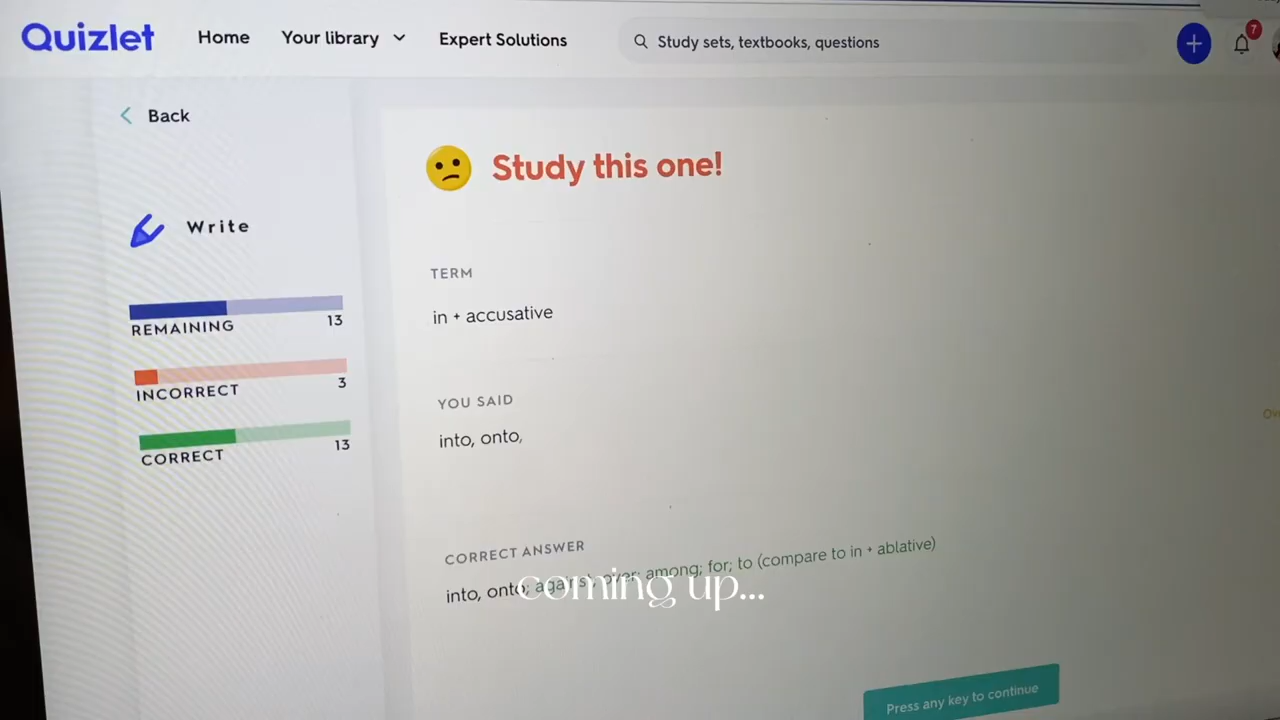 Quizlet
Home
Your library
Expert Solutions
Study sets, textbooks, questions
7
Back
Study this one!
Write
TERM
in + accusative
REMAINING
13
INCORRECT
3
CORRECT
13
YOU SAID
into, onto,
CORRECT ANSWER
into, onto; against, over; among; for; to (compare to in + ablative)
coming up...
Press any key to continue